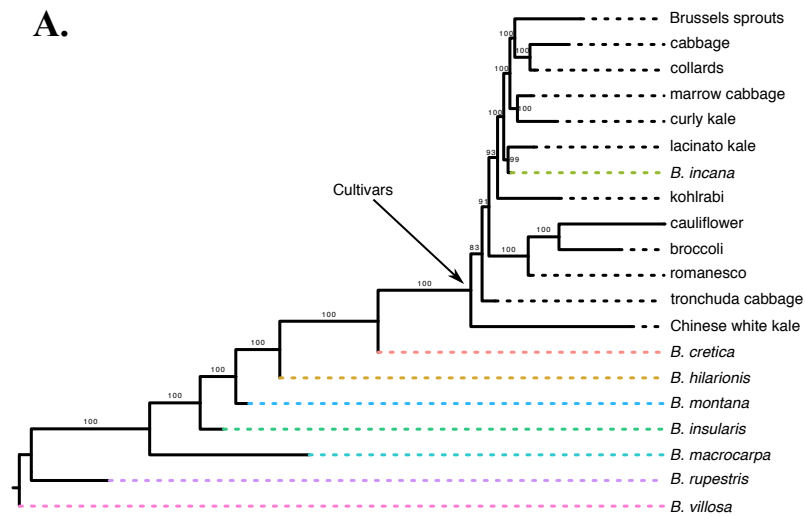 A.
Brussels sprouts
100
cabbage
100
collards
100
marrow cabbage
100
curly kale
100
lacinato kale
93
99
B. incana
Cultivars
kohlrabi
91
cauliflower
100
broccoli
100
83
romanesco
100
tronchuda cabbage
Chinese white kale
100
B. cretica
100
B. hilarionis
100
B. montana
100
B. insularis
B. macrocarpa
B. rupestris
B. villosa